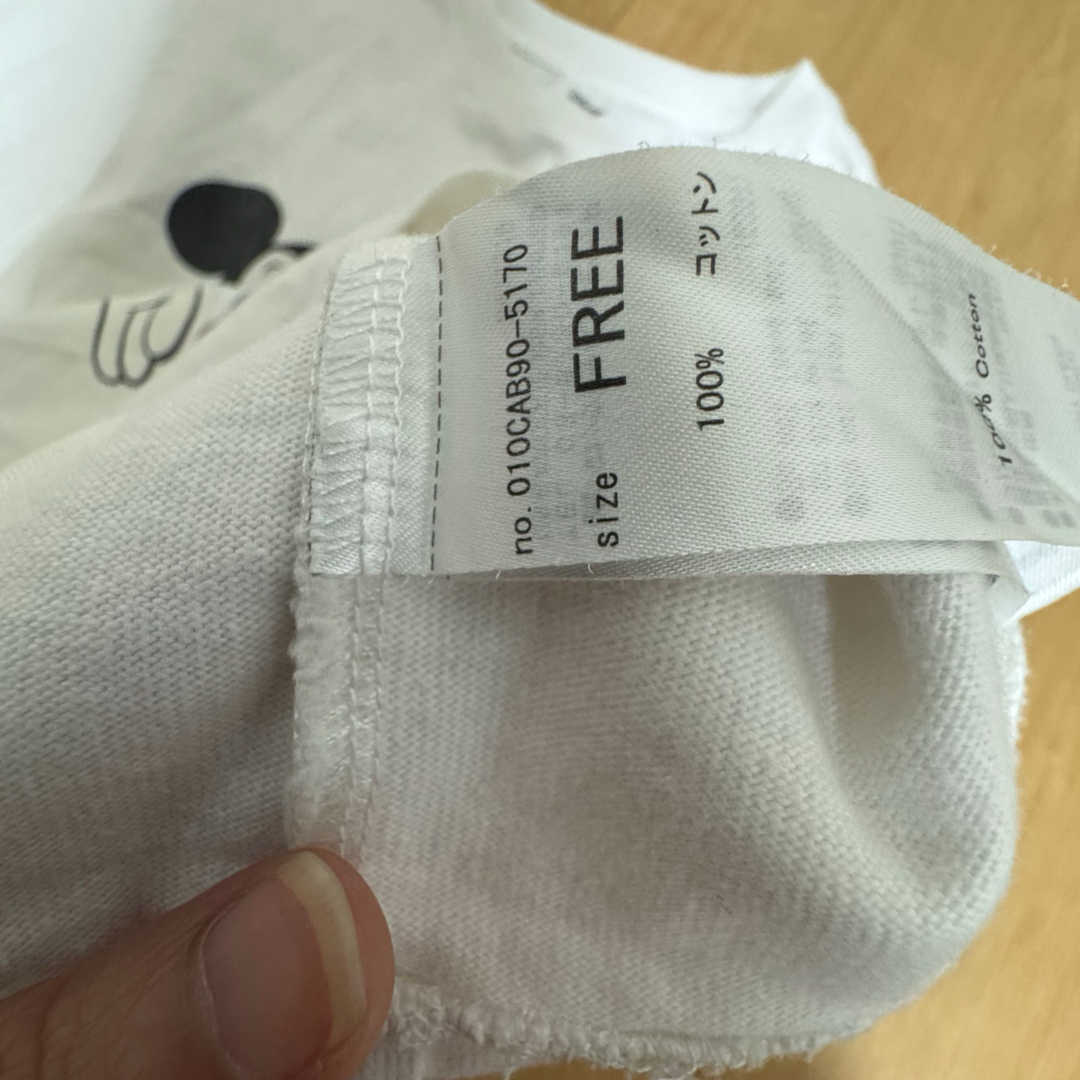 no. 010CAB90-5170
size FREE
100% コットン
100% Cotton